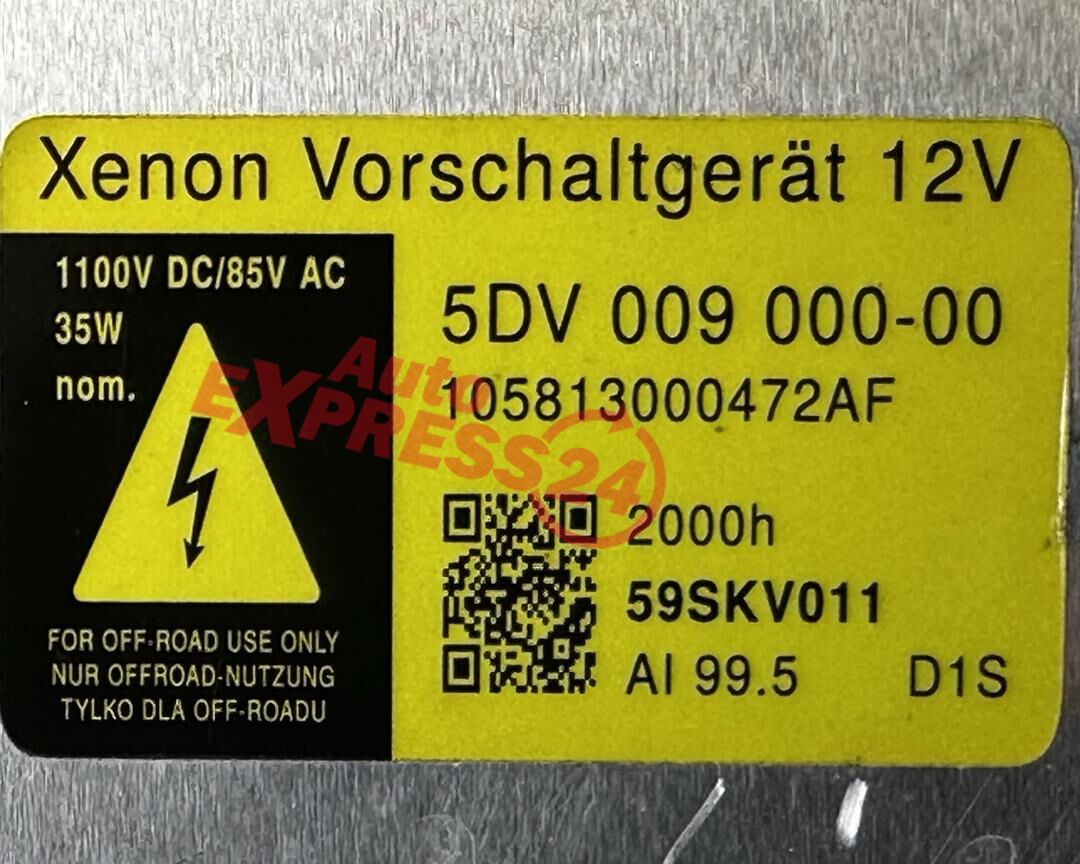 Xenon Vorschaltgerät 12V
1100V DC/85V AC
35W
nom.
5DV 009 000-00
105813000472AF
Auto
EXPRESS24
2000h
59SKV011
Al 99.5 D1S
FOR OFF-ROAD USE ONLY
NUR OFFROAD-NUTZUNG
TYLKO DLA OFF-ROADU